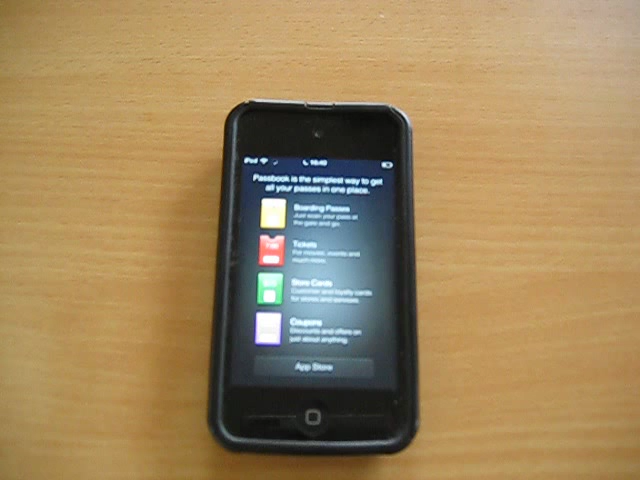 iPod 16:49
Passbook is the simplest way to get
all your passes in one place.
Boarding Passes
Just scan your pass at
the gate and go.
Tickets
For movies, events and
much more.
Store Cards
Customer and loyalty cards
for stores and services.
Coupons
Discounts and offers on
just about anything.
App Store